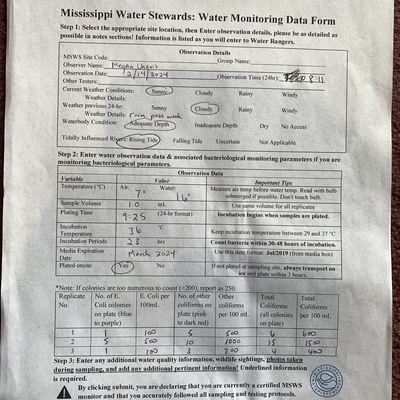 Mississippi Water Stewards: Water Monitoring Data Form
Step 1: Select the appropriate site location, then Enter observation details, please be as detailed as
possible in notes sections! Information is listed as you will enter to Water Rangers.
Observation Details
MSWS Site Code: Group Name:
Observer Name: Megan
Observation Date: 2/14/2024 Observation Time (24hr): 8:11
Other Testers:
Current Weather Conditions: Sunny Cloudy Rainy Windy
Weather Details:
Weather previous 24-hr: Sunny Cloudy Rainy Windy
Weather Details: rain past week
Waterbody Condition: Adequate Depth Inadequate Depth Dry No Access
Tidally Influenced Rivers: Rising Tide Falling Tide Uncertain Not Applicable
Step 2: Enter water observation data & associated bacteriological monitoring parameters if you are
monitoring bacteriological parameters.
Observation Data
Variable Value Important Tips
Temperature (°C) Air: 7° Water: 16° Measure air temp before water temp. Read with bulb
submerged if possible. Don't touch bulb.
Sample Volume 1.0 mL Use same volume for all replicates
Plating Time 9:25 (24-hr format) Incubation begins when samples are plated.
Incubation
Temperature 36 °C Keep incubation temperature between 29 and 37 °C
Incubation Periods 23 hrs Count bacteria within 30-48 hours of incubation.
Media Expiration
Date March 2024 Use this date format: Jul/2019 (from media box)
Plated onsite Yes No If not plated at sampling site, always transport on
ice and plate within 3 hours.
*Note: If colonies are too numerous to count (>200), report as 250.
Replicate No. No. of E. Coli colonies on plate (blue to purple) E. Coli per 100mL No. of other coliforms on plate (pink to dark red) Other coliforms per 100 mL Total Coliforms (all colonies on plate) Total Coliforms per 100 mL
1 1 100 5 500 6 600
2 5 500 10 1000 15 1500
3 1 100 3 300 4 400
Step 3: Enter any additional water quality information, wildlife sightings, photos taken
during sampling, and add any additional pertinent information! Underlined information
is required.
By clicking submit, you are declaring that you are currently a certified MSWS
monitor and that you accurately followed all sampling and testing protocols.